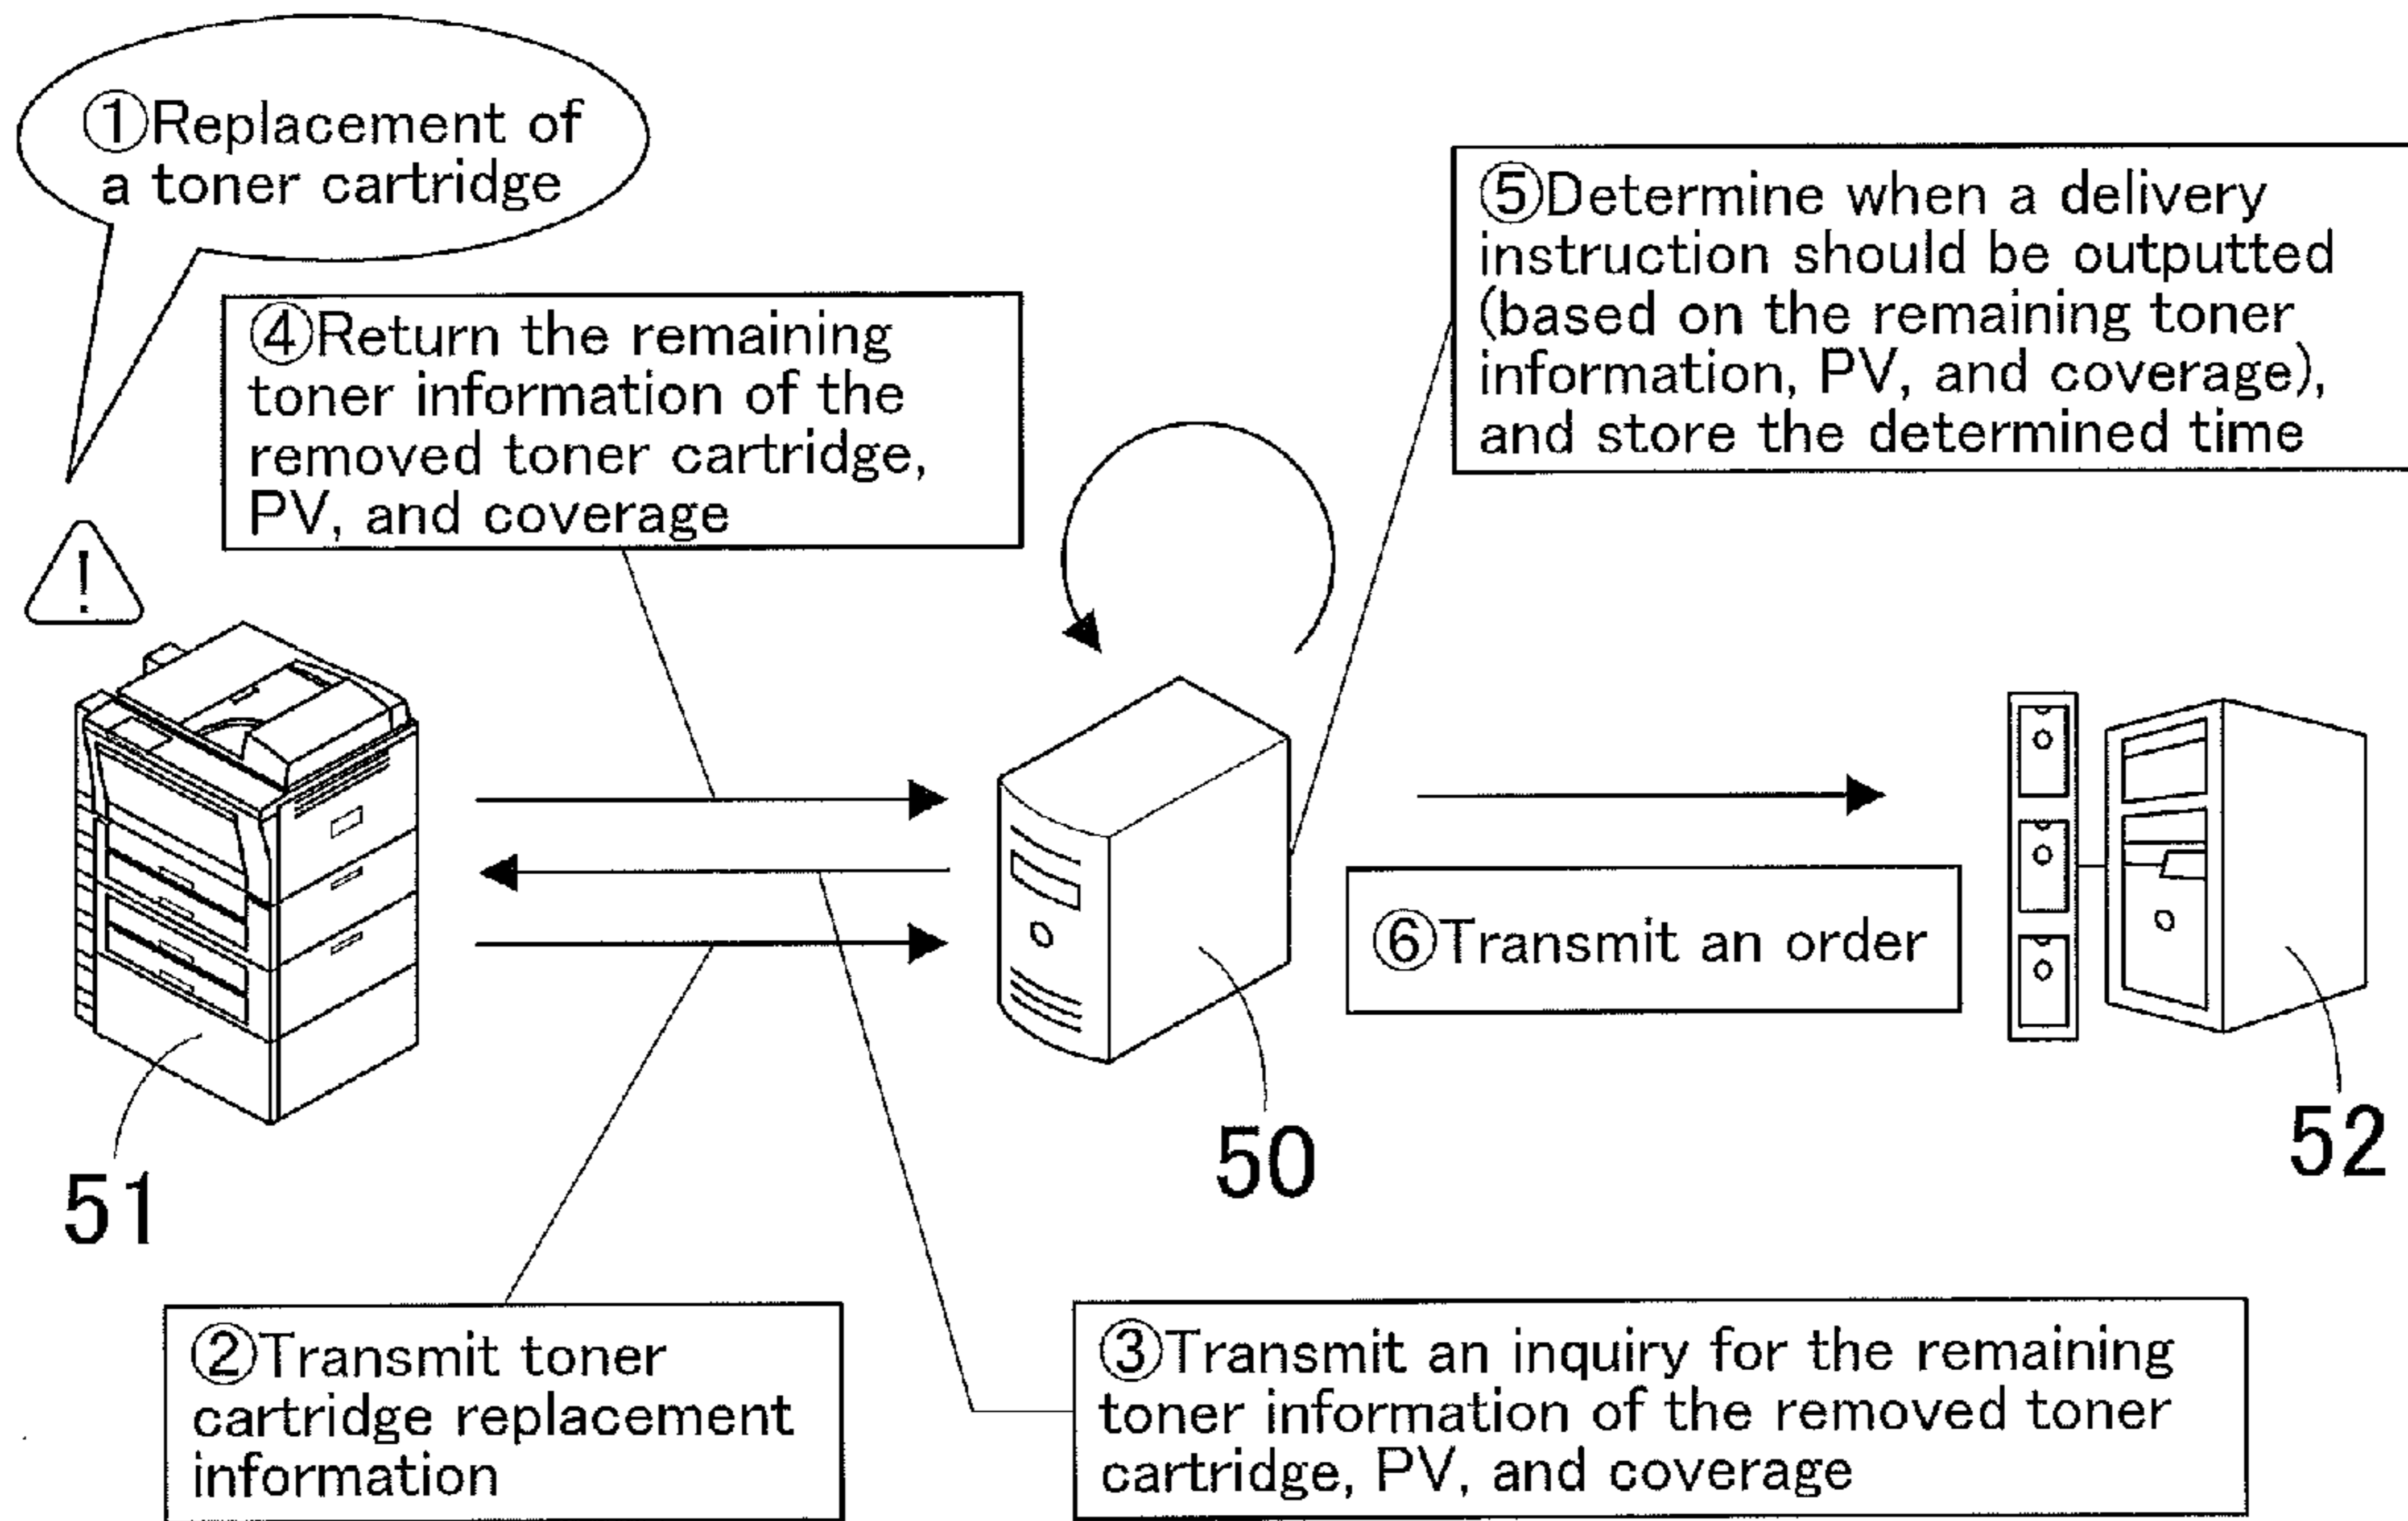 ①Replacement of
a toner cartridge
④Return the remaining
toner information of the
removed toner cartridge,
PV, and coverage
⑤Determine when a delivery
instruction should be outputted
(based on the remaining toner
information, PV, and coverage),
and store the determined time
!
⑥Transmit an order
51
50
52
②Transmit toner
cartridge replacement
information
③Transmit an inquiry for the remaining
toner information of the removed toner
cartridge, PV, and coverage